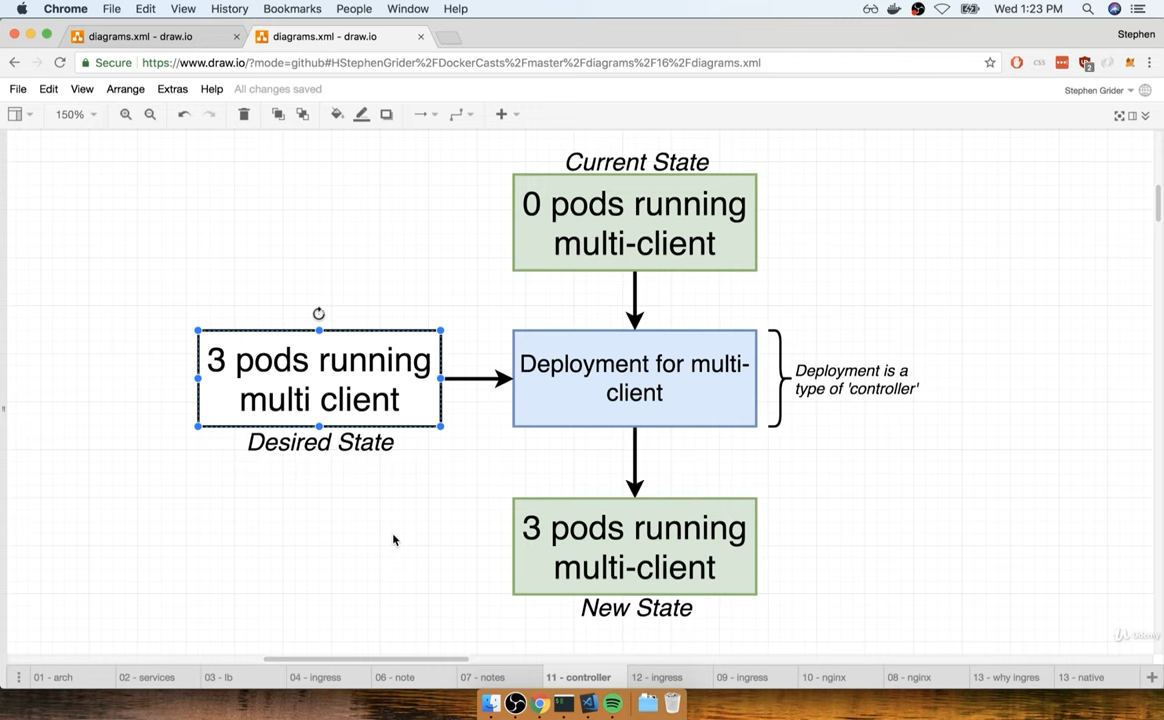 Chrome File Edit View History Bookmarks People Window Help Wed 1:23 PM
diagrams.xml - draw.io × diagrams.xml - draw.io × Stephen
Secure https://www.draw.io/?mode=github#HStephenGrider%2FDockerCasts%2Fmaster%2Fdiagrams%2F16%2Fdiagrams.xml
File Edit View Arrange Extras Help All changes saved Stephen Grider
150%
Current State
0 pods running
multi-client
3 pods running
multi client
Desired State
Deployment for multi-
client
Deployment is a
type of 'controller'
3 pods running
multi-client
New State
Udemy
01 - arch 02 - services 03 - lb 04 - ingress 06 - note 07 - notes 11 - controller 12 - ingress 09 - ingress 10 - nginx 08 - nginx 13 - why ingres 13 - native